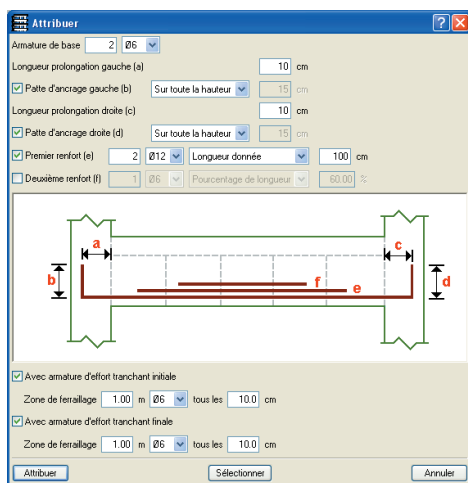 Attribuer
Armature de base 2 Ø6
Longueur prolongation gauche (a) 10 cm
Patte d'ancrage gauche (b) Sur toute la hauteur 15 cm
Longueur prolongation droite (c) 10 cm
Patte d'ancrage droite (d) Sur toute la hauteur 15 cm
Premier renfort (e) 2 Ø12 Longueur donnée 100 cm
Deuxième renfort (f) 1 Ø6 Pourcentage de longueur 60.00 %
a c
b d
f
e
Avec armature d'effort tranchant initiale
Zone de ferraillage 1.00 m Ø6 tous les 10.0 cm
Avec armature d'effort tranchant finale
Zone de ferraillage 1.00 m Ø6 tous les 10.0 cm
Attribuer Sélectionner Annuler